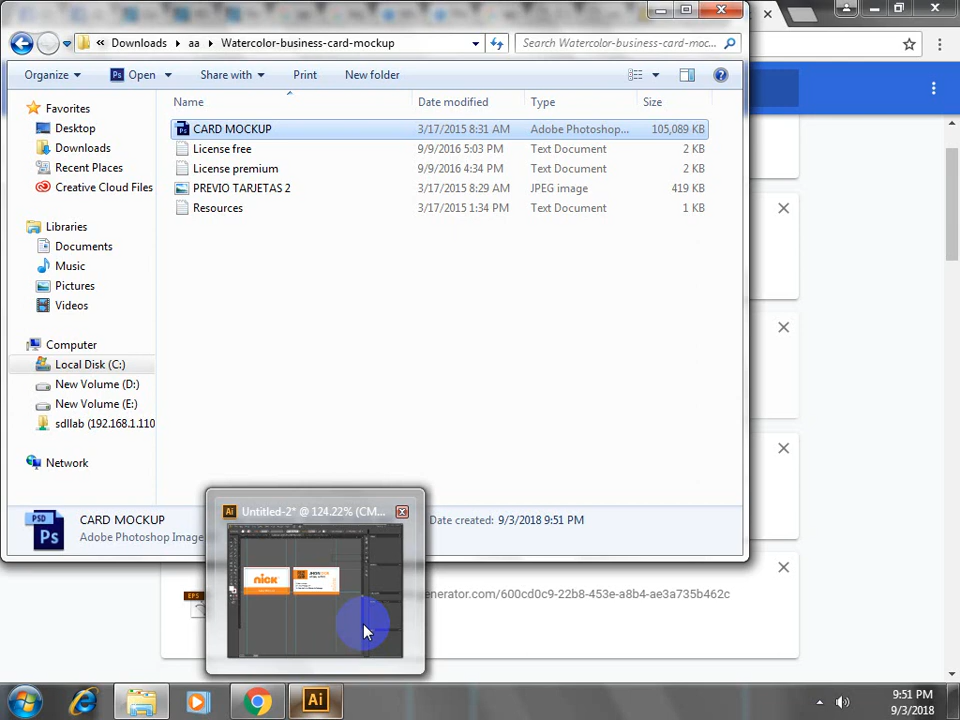 « Downloads ▸ aa ▸ Watercolor-business-card-mockup
Search Watercolor-business-card-moc...
Organize
Ps Open
Share with
Print
New folder
Name
Date modified
Type
Size
Favorites
Desktop
Downloads
Recent Places
Creative Cloud Files
Libraries
Documents
Music
Pictures
Videos
Computer
Local Disk (C:)
New Volume (D:)
New Volume (E:)
sdllab (192.168.1.110
Network
CARD MOCKUP 3/17/2015 8:31 AM Adobe Photoshop... 105,089 KB
License free 9/9/2016 5:03 PM Text Document 2 KB
License premium 9/9/2016 4:34 PM Text Document 2 KB
PREVIO TARJETAS 2 3/17/2015 8:29 AM JPEG image 419 KB
Resources 3/17/2015 1:34 PM Text Document 1 KB
PSD
Ps
CARD MOCKUP
Adobe Photoshop Image
Date created: 9/3/2018 9:51 PM
Ai Untitled-2* @ 124.22% (CM...
nick
EPS
generator.com/600cd0c9-22b8-453e-a8b4-ae3a735b462c
Ai
9:51 PM
9/3/2018